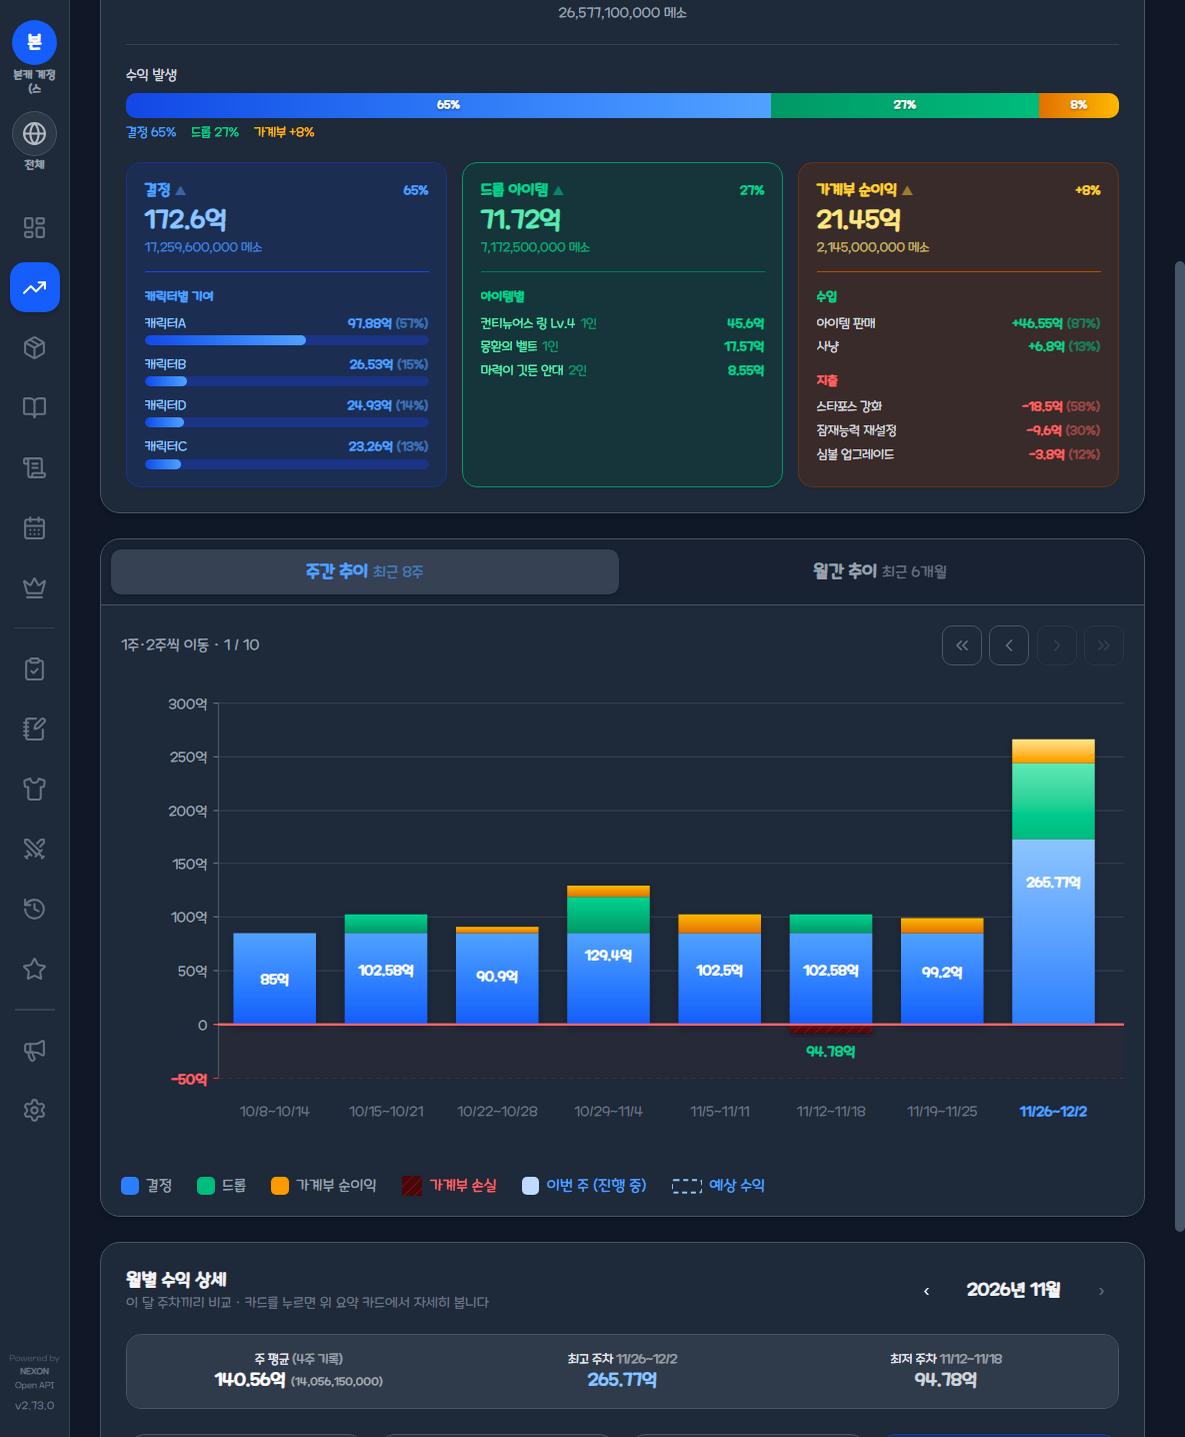 본
본캐 계정
(스
전체
Powered by
NEXON
Open API
v2.73.0
26,577,100,000 메소
수익 발생
65%
27%
8%
결정 65% 드롭 27% 가계부 +8%
결정 ▲ 65%
172.6억
17,259,600,000 메소
캐릭터별 기여
캐릭터A 97.88억 (57%)
캐릭터B 26.53억 (15%)
캐릭터D 24.93억 (14%)
캐릭터C 23.26억 (13%)
드롭 아이템 ▲ 27%
71.72억
7,172,500,000 메소
아이템별
컨티뉴어스 링 Lv.4 1인 45.6억
몽환의 벨트 1인 17.57억
마력이 깃든 안대 2인 8.55억
가계부 순이익 ▲ +8%
21.45억
2,145,000,000 메소
수입
아이템 판매 +46.55억 (87%)
사냥 +6.8억 (13%)
지출
스타포스 강화 -18.5억 (58%)
잠재능력 재설정 -9.6억 (30%)
심볼 업그레이드 -3.8억 (12%)
주간 추이 최근 8주
월간 추이 최근 6개월
1주·2주씩 이동 · 1 / 10
300억
250억
200억
150억
100억
50억
0
-50억
85억
102.58억
90.9억
129.4억
102.5억
102.58억
94.78억
99.2억
265.77억
10/8~10/14
10/15~10/21
10/22~10/28
10/29~11/4
11/5~11/11
11/12~11/18
11/19~11/25
11/26~12/2
결정
드롭
가계부 순이익
가계부 손실
이번 주 (진행 중)
예상 수익
월별 수익 상세
이 달 주차끼리 비교 · 카드를 누르면 위 요약 카드에서 자세히 봅니다
‹ 2026년 11월 ›
주 평균 (4주 기록)
140.56억 (14,056,150,000)
최고 주차 11/26~12/2
265.77억
최저 주차 11/12~11/18
94.78억